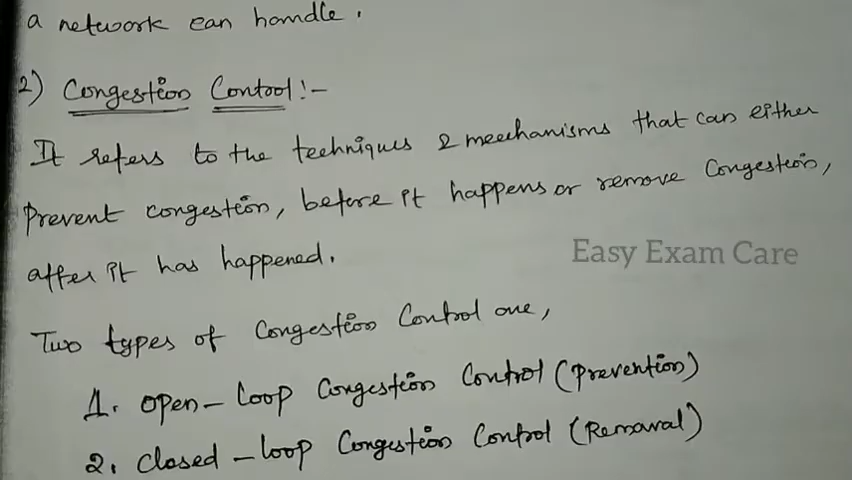 a network can handle.
2) Congestion Control:-
It refers to the techniques & mechanisms that can either
prevent congestion, before it happens or remove Congestion,
after it has happened.
Easy Exam Care
Two types of Congestion Control are,
1. Open-Loop Congestion Control (Prevention)
2. Closed-loop Congestion Control (Removal)